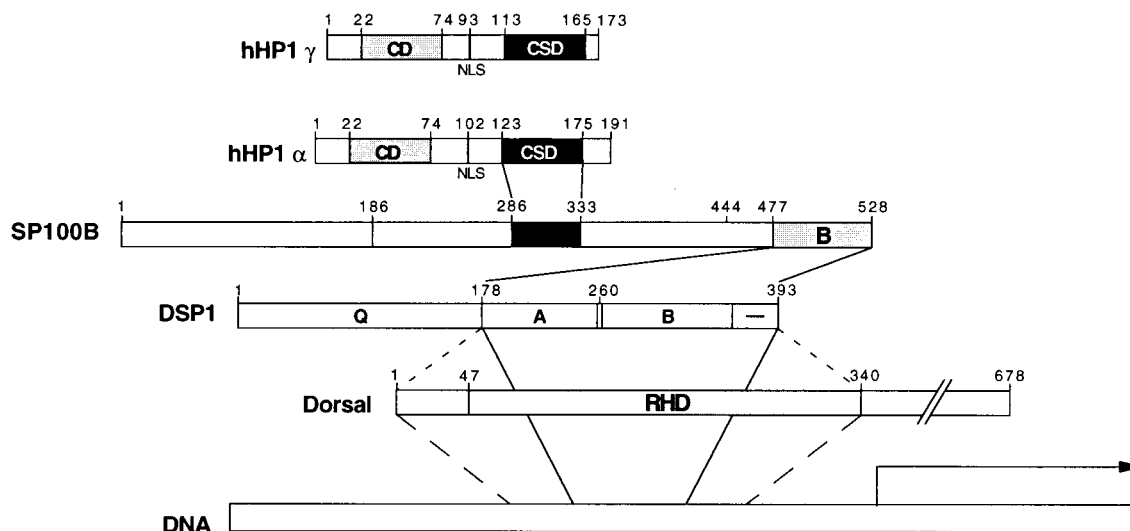 1 22 74 93 113 165 173
hHP1 γ CD CSD
NLS
1 22 74 102 123 175 191
hHP1 α CD CSD
NLS
1 186 286 333 444 477 528
SP100B B
1 178 260 393
DSP1 Q A B —
1 47 340 678
Dorsal RHD
DNA